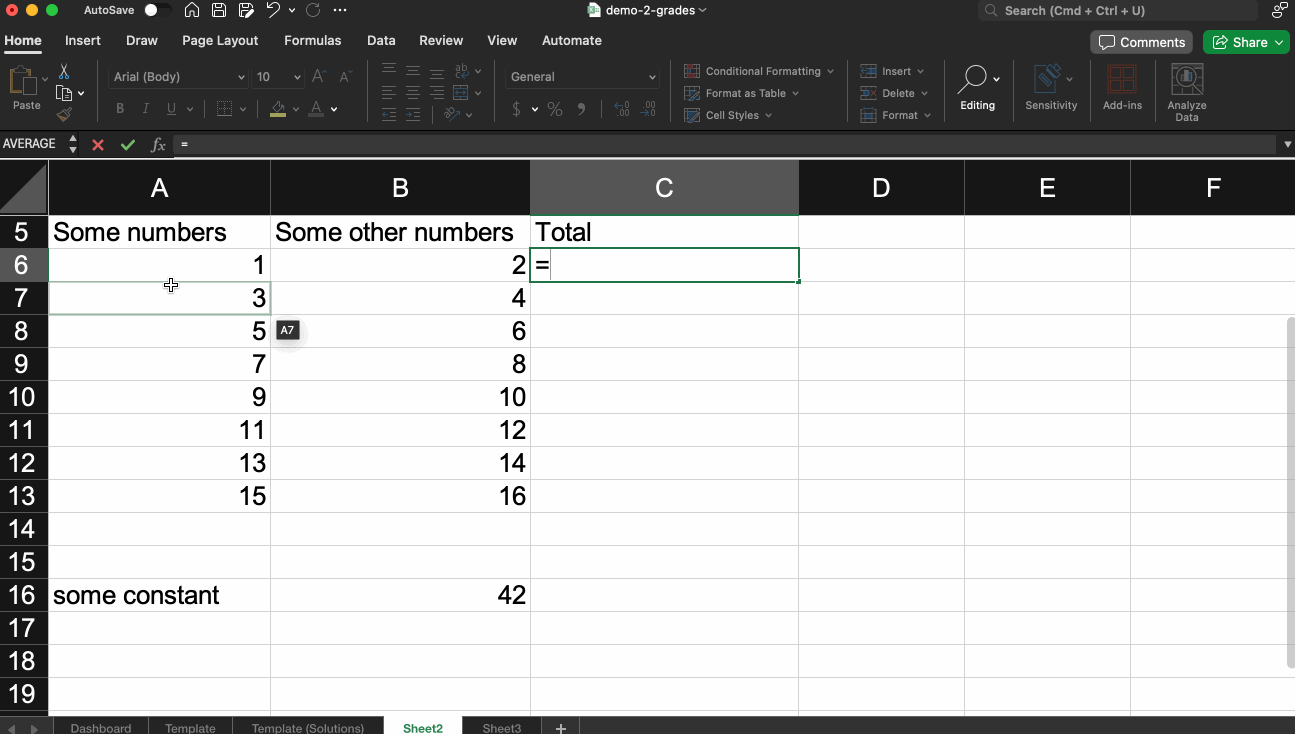 AutoSave
demo-2-grades
Search (Cmd + Ctrl + U)
Home Insert Draw Page Layout Formulas Data Review View Automate
Comments Share
Paste
Arial (Body) 10
B I U
General
$ % 9
Conditional Formatting
Format as Table
Cell Styles
Insert
Delete
Format
Editing
Sensitivity
Add-ins
Analyze
Data
AVERAGE fx =
A B C D E F
5 Some numbers Some other numbers Total
6 1 2 =
7 3 4
8 5 A7 6
9 7 8
10 9 10
11 11 12
12 13 14
13 15 16
14
15
16 some constant 42
17
18
19
Dashboard Template Template (Solutions) Sheet2 Sheet3 +